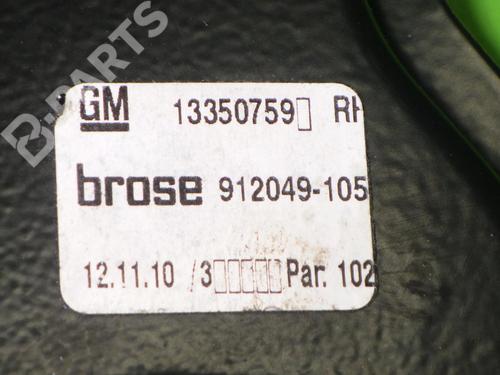 B-PARTS
GM 13350759▯ RH
brose 912049-105
12.11.10 /3▯▯▯▯▯Par. 102